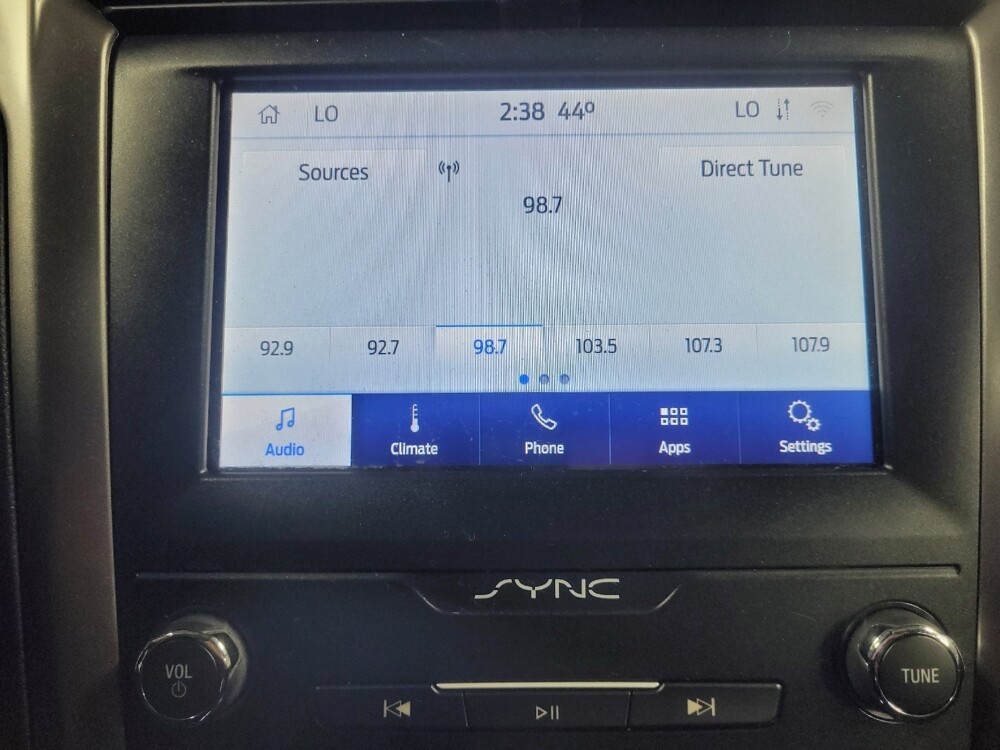 LO 2:38 44º LO
Sources Direct Tune
98.7
92.9 92.7 98.7 103.5 107.3 107.9
Audio Climate Phone Apps Settings
SYNC
VOL TUNE